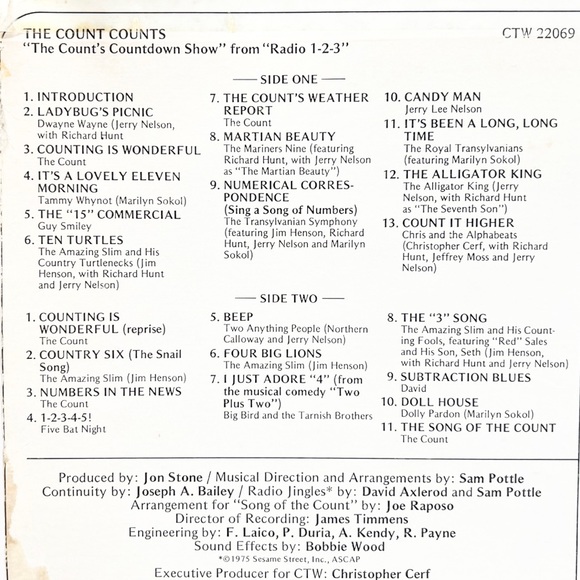 THE COUNT COUNTS
CTW 22069
"The Count's Countdown Show" from "Radio 1-2-3"
SIDE ONE
1. INTRODUCTION
2. LADYBUG'S PICNIC
Dwayne Wayne (Jerry Nelson,
with Richard Hunt
3. COUNTING IS WONDERFUL
The Count
4. IT'S A LOVELY ELEVEN
MORNING
Tammy Whynot (Marilyn Sokol)
5. THE "15" COMMERCIAL
Guy Smiley
6. TEN TURTLES
The Amazing Slim and His
Country Turtlenecks (Jim
Henson, with Richard Hunt
and Jerry Nelson)
7. THE COUNT'S WEATHER
REPORT
The Count
8. MARTIAN BEAUTY
The Mariners Nine (featuring
Richard Hunt, with Jerry Nelson
as "The Martian Beauty")
9. NUMERICAL CORRES-
PONDENCE
(Sing a Song of Numbers)
The Transylvanian Symphony
(featuring Jim Henson, Richard
Hunt, Jerry Nelson and Marilyn
Sokol)
10. CANDY MAN
Jerry Lee Nelson
11. IT'S BEEN A LONG, LONG
TIME
The Royal Transylvanians
(featuring Marilyn Sokol)
12. THE ALLIGATOR KING
The Alligator King (Jerry
Nelson, with Richard Hunt
as "The Seventh Son")
13. COUNT IT HIGHER
Chris and the Alphabeats
(Christopher Cerf, with Richard
Hunt, Jeffrey Moss and Jerry
Nelson)
SIDE TWO
1. COUNTING IS
WONDERFUL (reprise)
The Count
2. COUNTRY SIX (The Snail
Song)
The Amazing Slim (Jim Henson)
3. NUMBERS IN THE NEWS
The Count
4. 1-2-3-4-5!
Five Bat Night
5. BEEP
Two Anything People (Northern
Calloway and Jerry Nelson)
6. FOUR BIG LIONS
The Amazing Slim (Jim Henson)
7. I JUST ADORE "4" (from
the musical comedy "Two
Plus Two")
Big Bird and the Tarnish Brothers
8. THE "3" SONG
The Amazing Slim and His Count-
ing Fools, featuring "Red" Sales
and His Son, Seth (Jim Henson,
with Richard Hunt and Jerry Nelson)
9. SUBTRACTION BLUES
David
10. DOLL HOUSE
Dolly Pardon (Marilyn Sokol)
11. THE SONG OF THE COUNT
The Count
Produced by: Jon Stone / Musical Direction and Arrangements by: Sam Pottle
Continuity by: Joseph A. Bailey / Radio Jingles* by: David Axlerod and Sam Pottle
Arrangement for "Song of the Count" by: Joe Raposo
Director of Recording: James Timmens
Engineering by: F. Laico, P. Duria, A. Kendy, R. Payne
Sound Effects by: Bobbie Wood
*©1975 Sesame Street, Inc., ASCAP
Executive Producer for CTW: Christopher Cerf